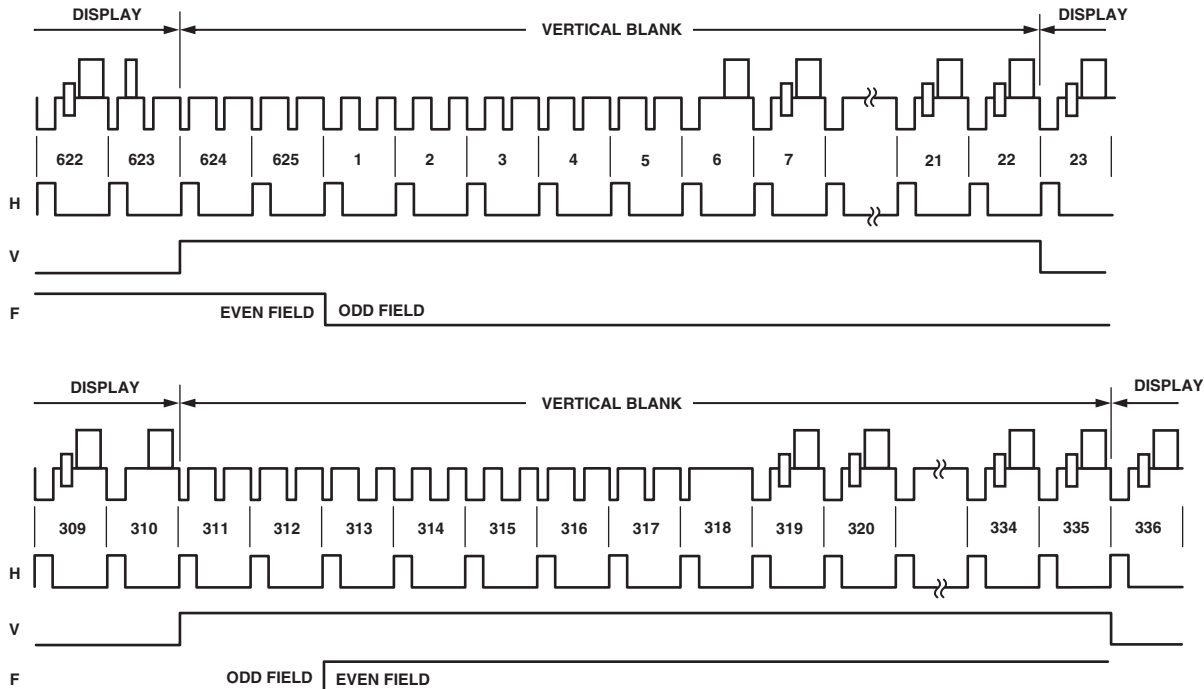 DISPLAY VERTICAL BLANK DISPLAY
622 623 624 625 1 2 3 4 5 6 7 21 22 23
H
V
F EVEN FIELD ODD FIELD
DISPLAY VERTICAL BLANK DISPLAY
309 310 311 312 313 314 315 316 317 318 319 320 334 335 336
H
V
F ODD FIELD EVEN FIELD